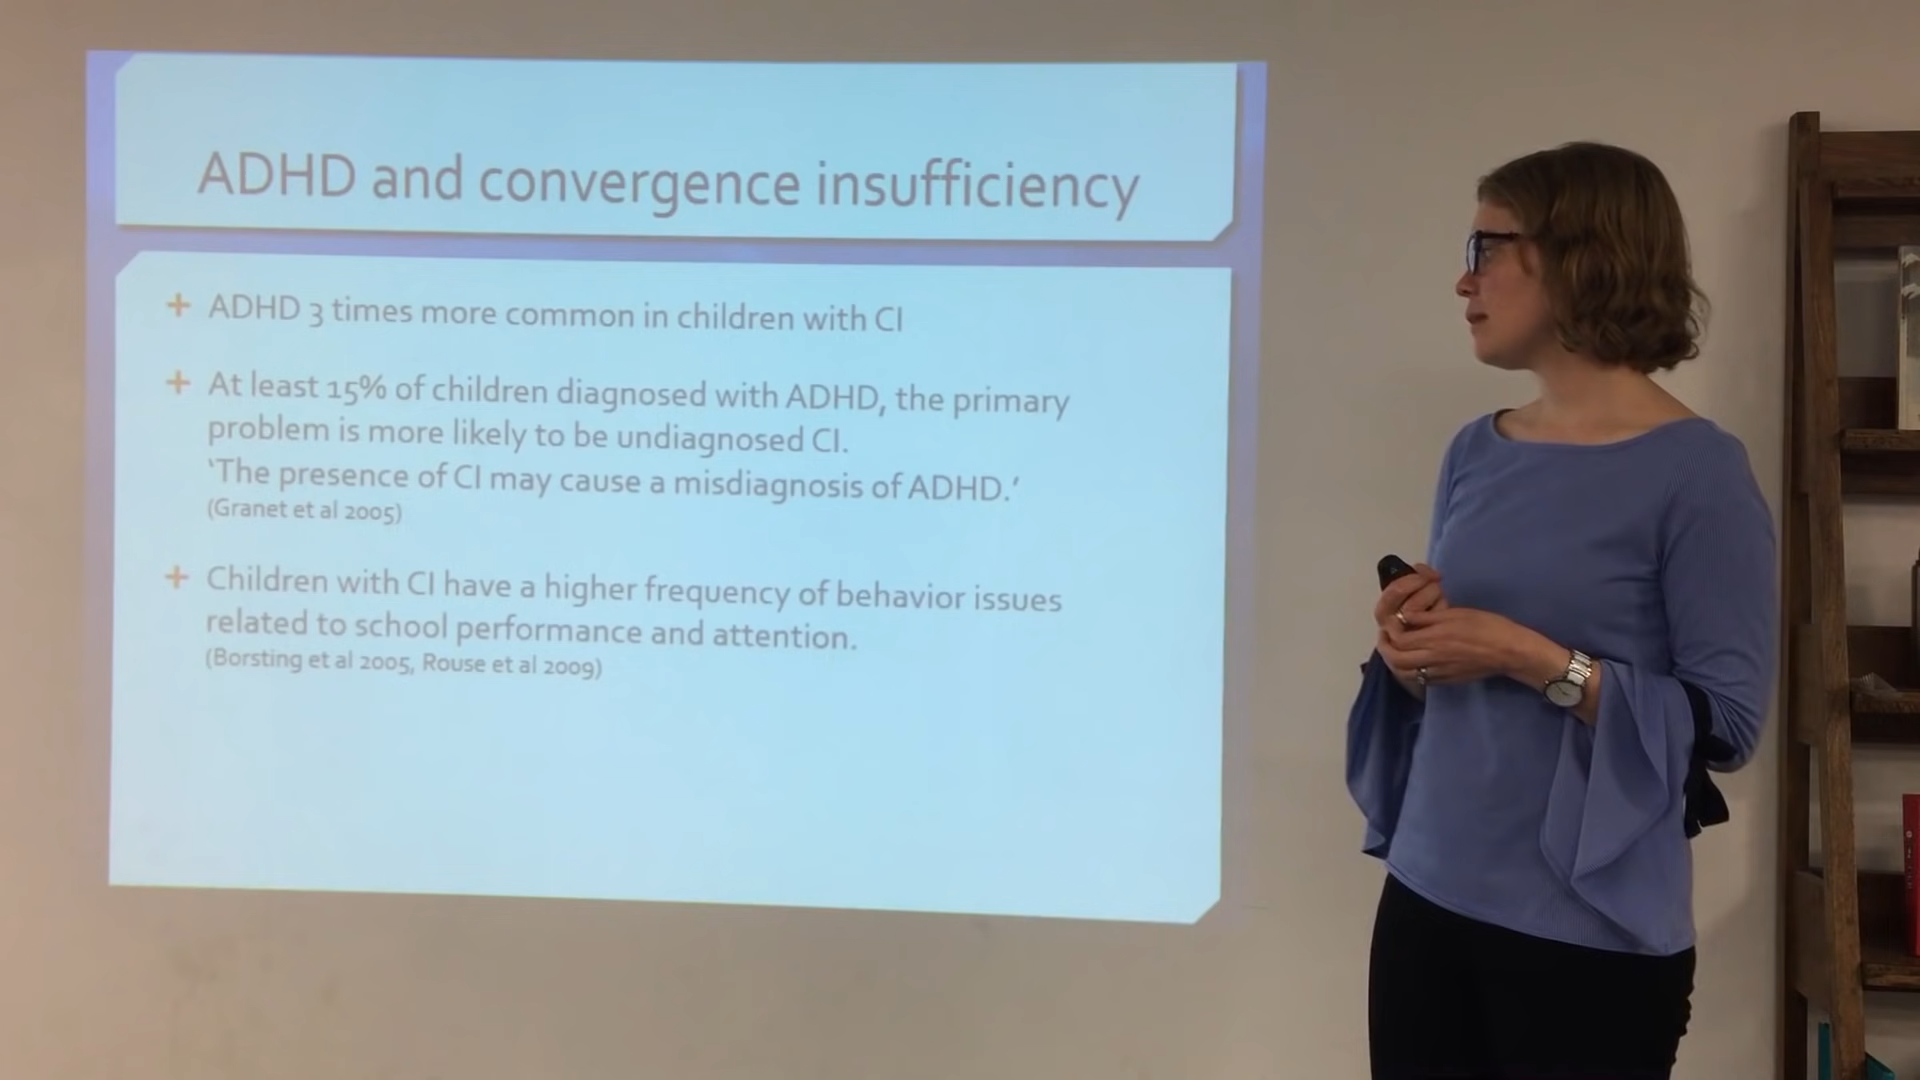 ADHD and convergence insufficiency
+ ADHD 3 times more common in children with CI
+ At least 15% of children diagnosed with ADHD, the primary
problem is more likely to be undiagnosed CI.
‘The presence of CI may cause a misdiagnosis of ADHD.’
(Granet et al 2005)
+ Children with CI have a higher frequency of behavior issues
related to school performance and attention.
(Borsting et al 2005, Rouse et al 2009)